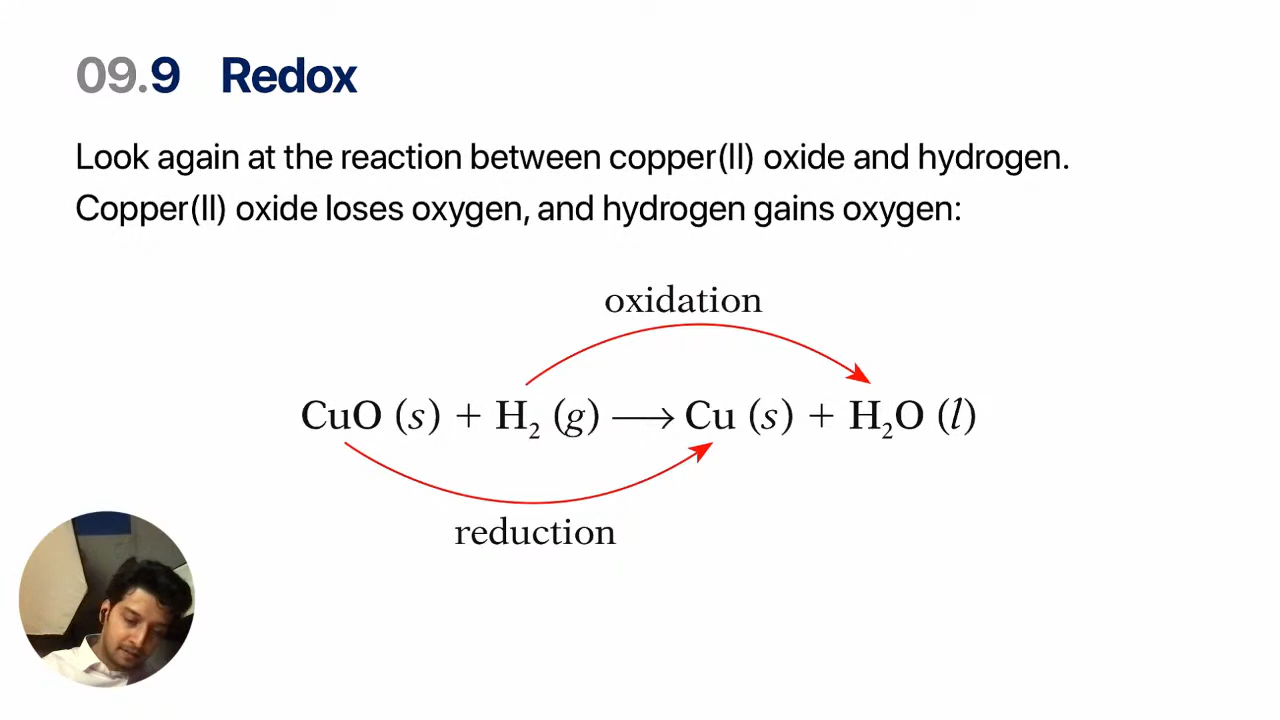 09.9 Redox
Look again at the reaction between copper(II) oxide and hydrogen.
Copper(II) oxide loses oxygen, and hydrogen gains oxygen:
oxidation
CuO (s) + H₂ (g) ⟶ Cu (s) + H₂O (l)
reduction